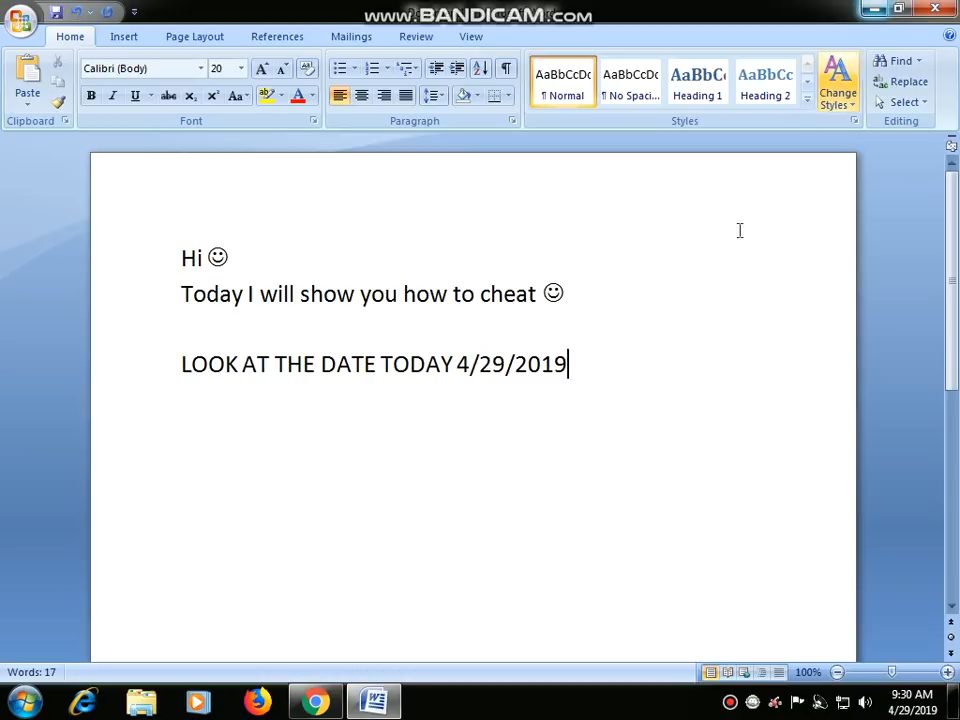 www.BANDICAM.com
Home Insert Page Layout References Mailings Review View
Calibri (Body) 20
AaBbCcDc AaBbCcDc AaBbC AaBbCc
Find
Replace
Select
Paste
¶ Normal ¶ No Spaci... Heading 1 Heading 2
Change Styles
Clipboard Font Paragraph Styles Editing
Hi ☺
Today I will show you how to cheat ☺
LOOK AT THE DATE TODAY 4/29/2019
Words: 17 100%
9:30 AM
4/29/2019